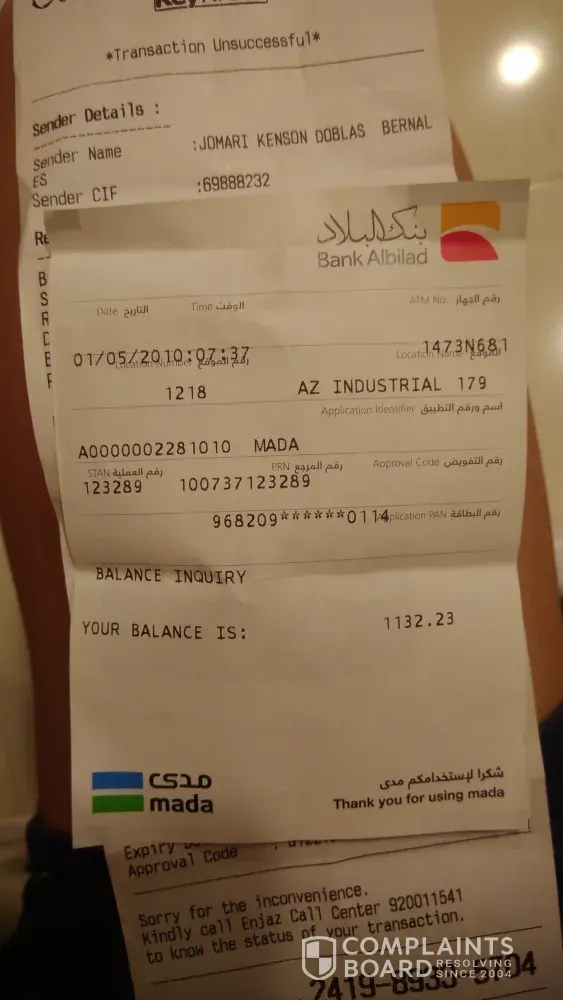 *Transaction Unsuccessful*
Sender Details :
Sender Name :JOMARI KENSON DOBLAS BERNAL
ES
Sender CIF :69888232
بنك البلاد
Bank Albilad
Date التاريخ Time الوقت ATM No. رقم الجهاز
01/05/2010:07:37 1473N681
Location Number رقم الموقع Location Name الموقع
1218 AZ INDUSTRIAL 179
Application Identifier اسم ورقم التطبيق
A0000002281010 MADA
STAN رقم العملية PRN رقم المرجع Approval Code رقم التفويض
123289 100737123289
968209******0114 Application PAN رقم البطاقة
BALANCE INQUIRY
YOUR BALANCE IS: 1132.23
مدى
mada
شكرا لإستخدامكم مدى
Thank you for using mada
Expiry
Approval Code :
Sorry for the inconvenience.
Kindly call Enjaz Call Center 920011541
to know the status of your transaction.
COMPLAINTS
BOARD RESOLVING
SINCE 2004